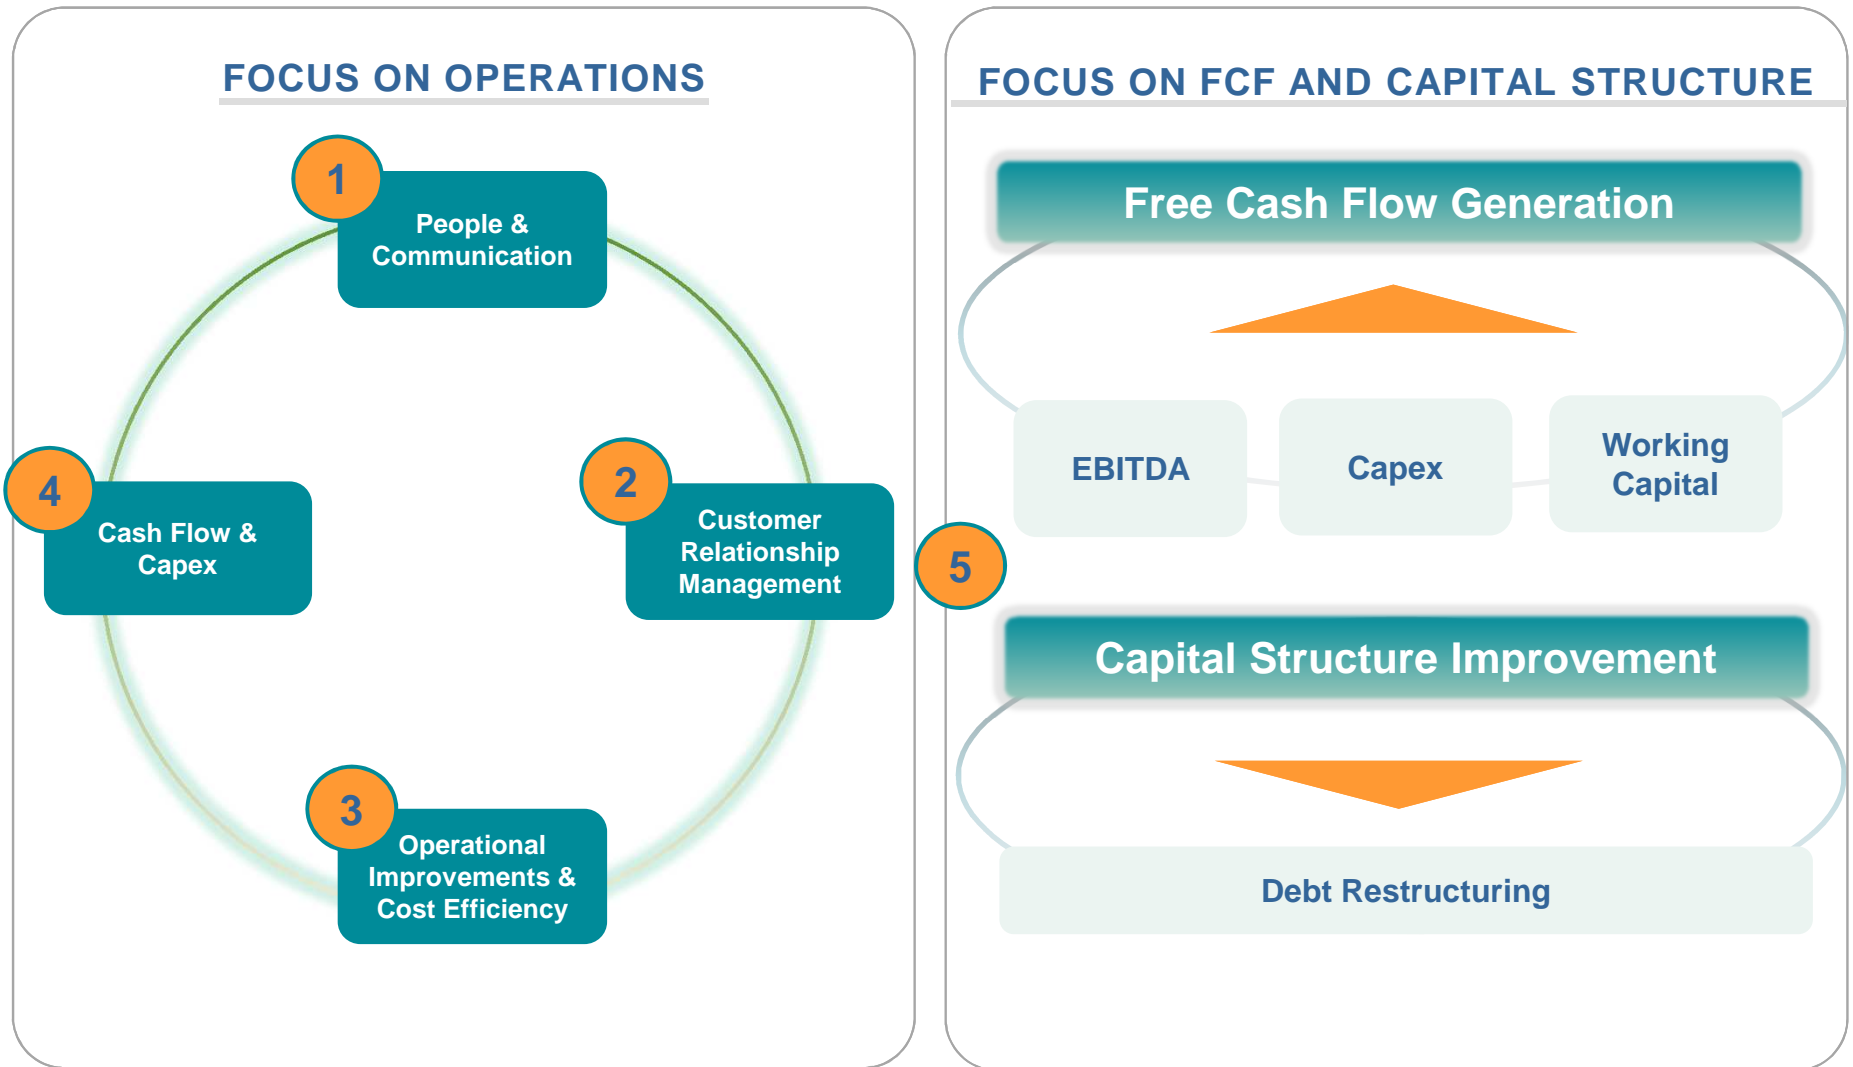 FOCUS ON OPERATIONS
1
People &
Communication
2
Customer
Relationship
Management
3
Operational
Improvements &
Cost Efficiency
4
Cash Flow &
Capex
5
FOCUS ON FCF AND CAPITAL STRUCTURE
Free Cash Flow Generation
EBITDA
Capex
Working
Capital
Capital Structure Improvement
Debt Restructuring